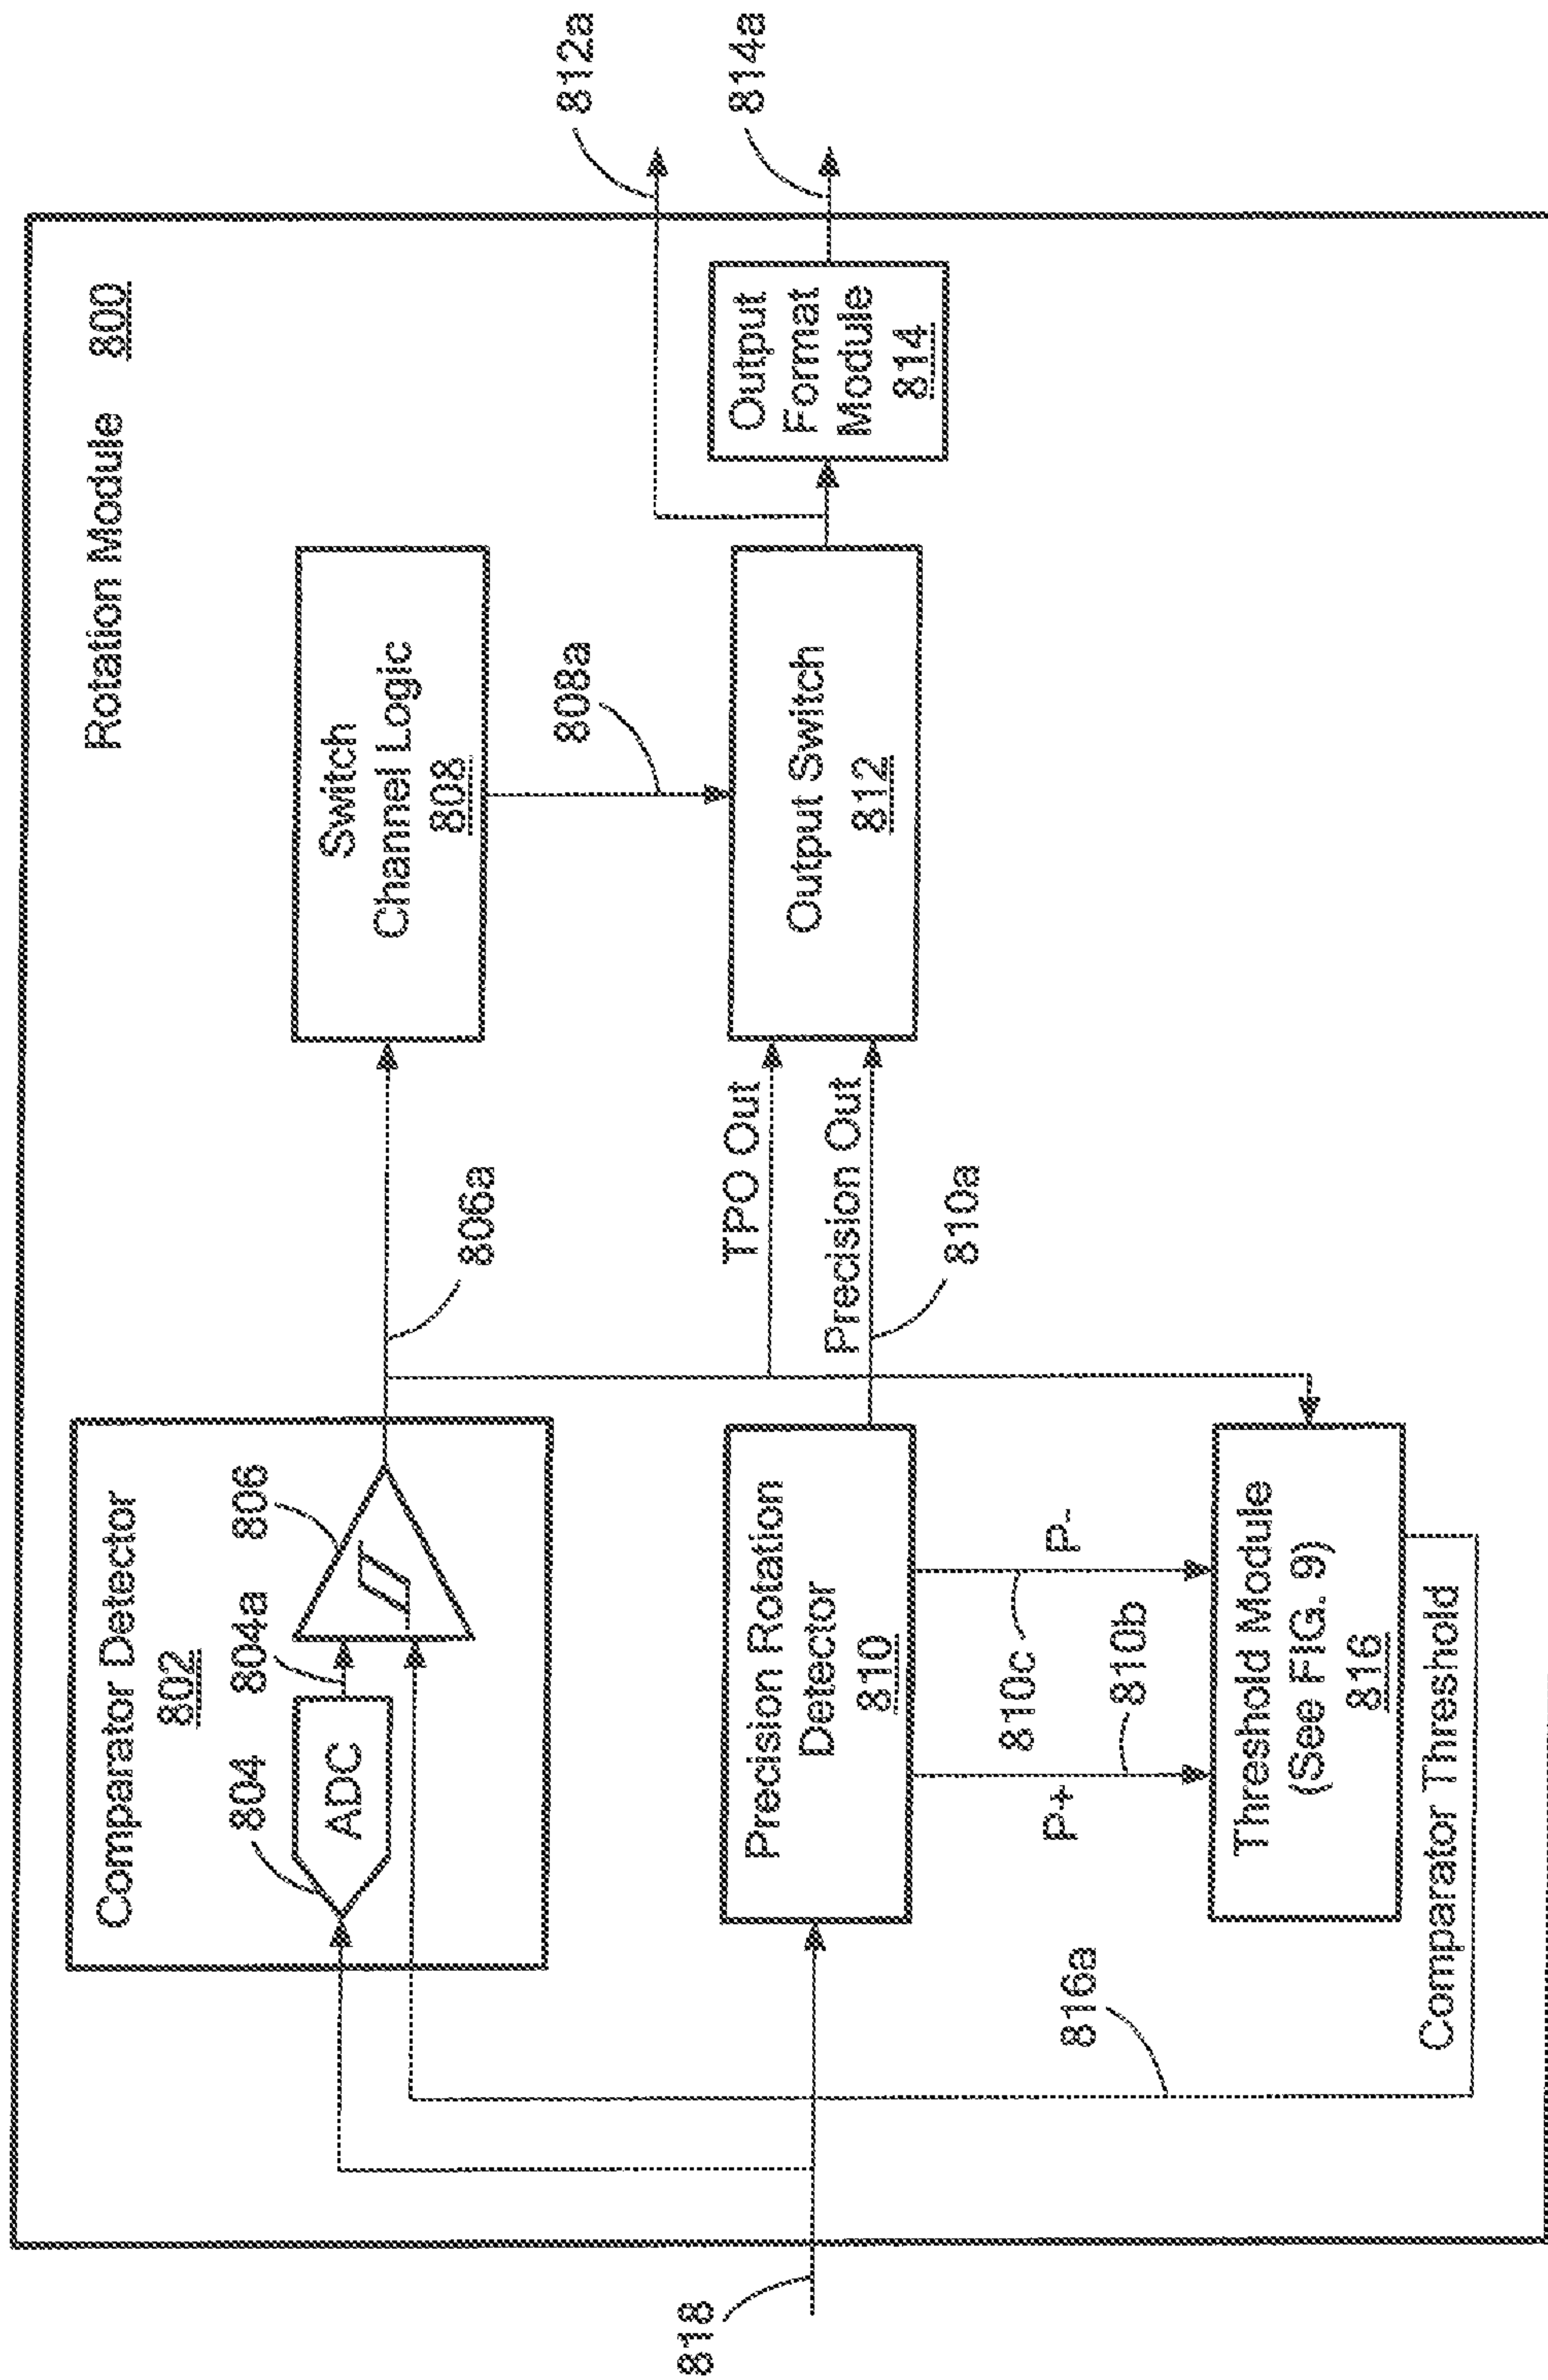 Rotation Module 800
Comparator Detector
802
804
804a
806
ADC
806a
Switch
Channel Logic
808
808a
812a
814a
818
Precision Rotation
Detector
810
TPO Out
Precision Out
810a
Output Switch
812
Output
Format
Module
814
816a
P+
810b
810c
P-
Threshold Module
(See FIG. 9)
816
Comparator Threshold